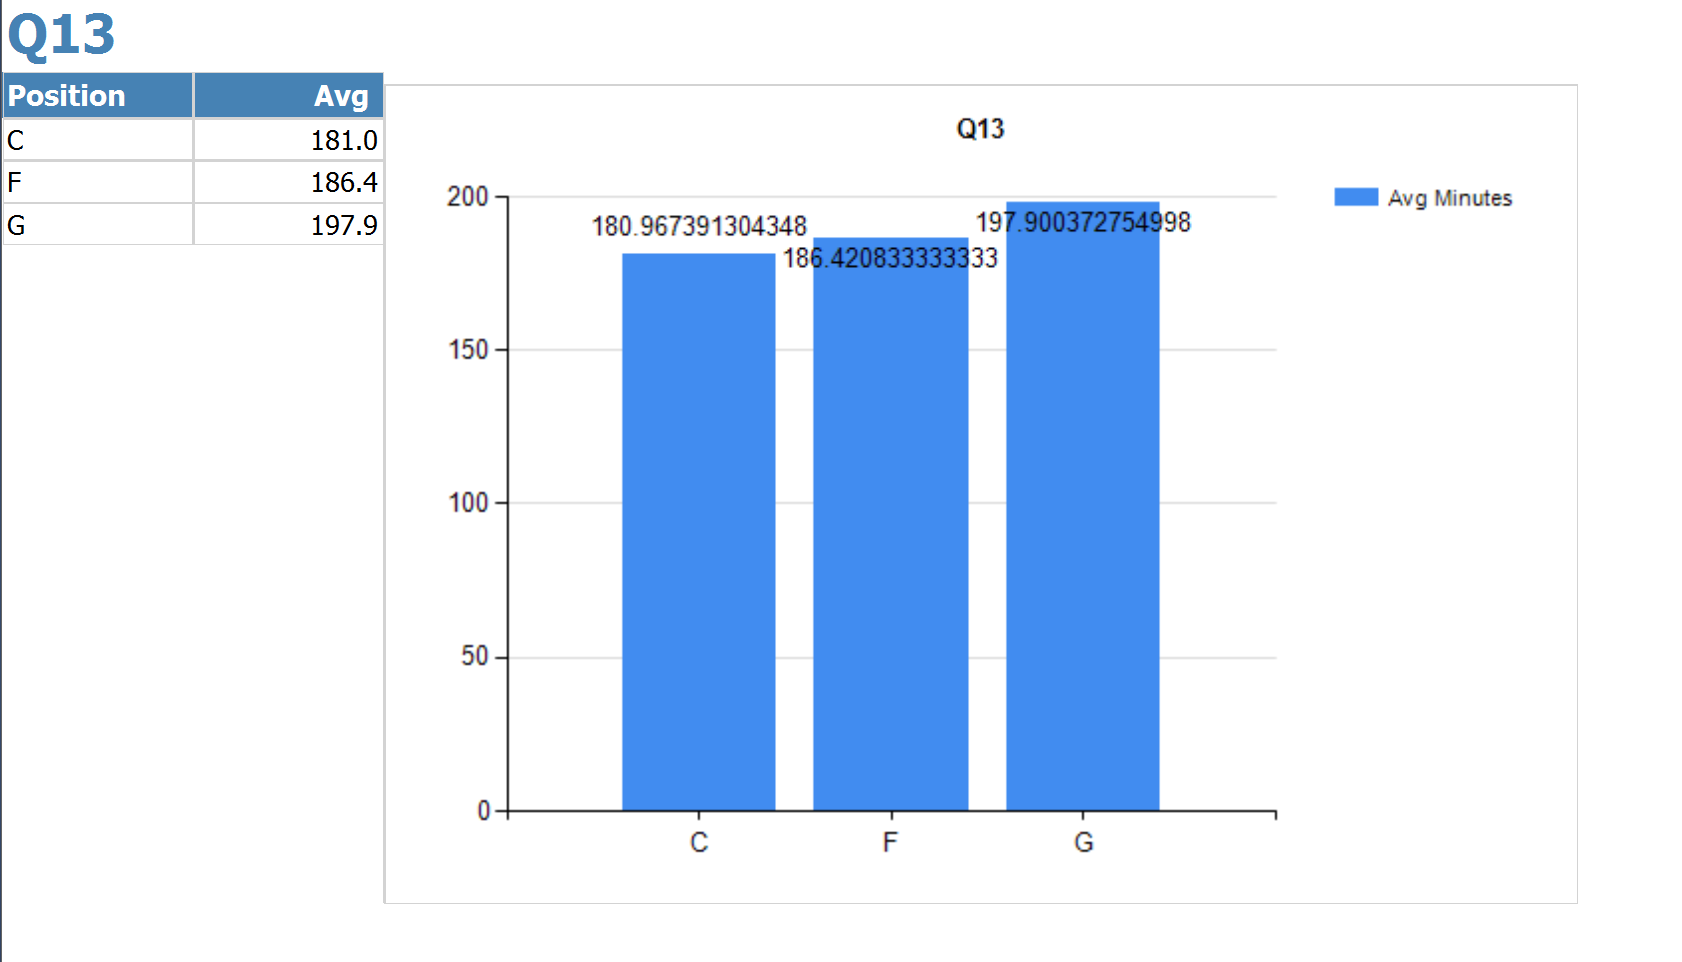 Q13
Position Avg
C 181.0
F 186.4
G 197.9
Q13
Avg Minutes
200
150
100
50
0
180.967391304348
186.420833333333
197.900372754998
C F G